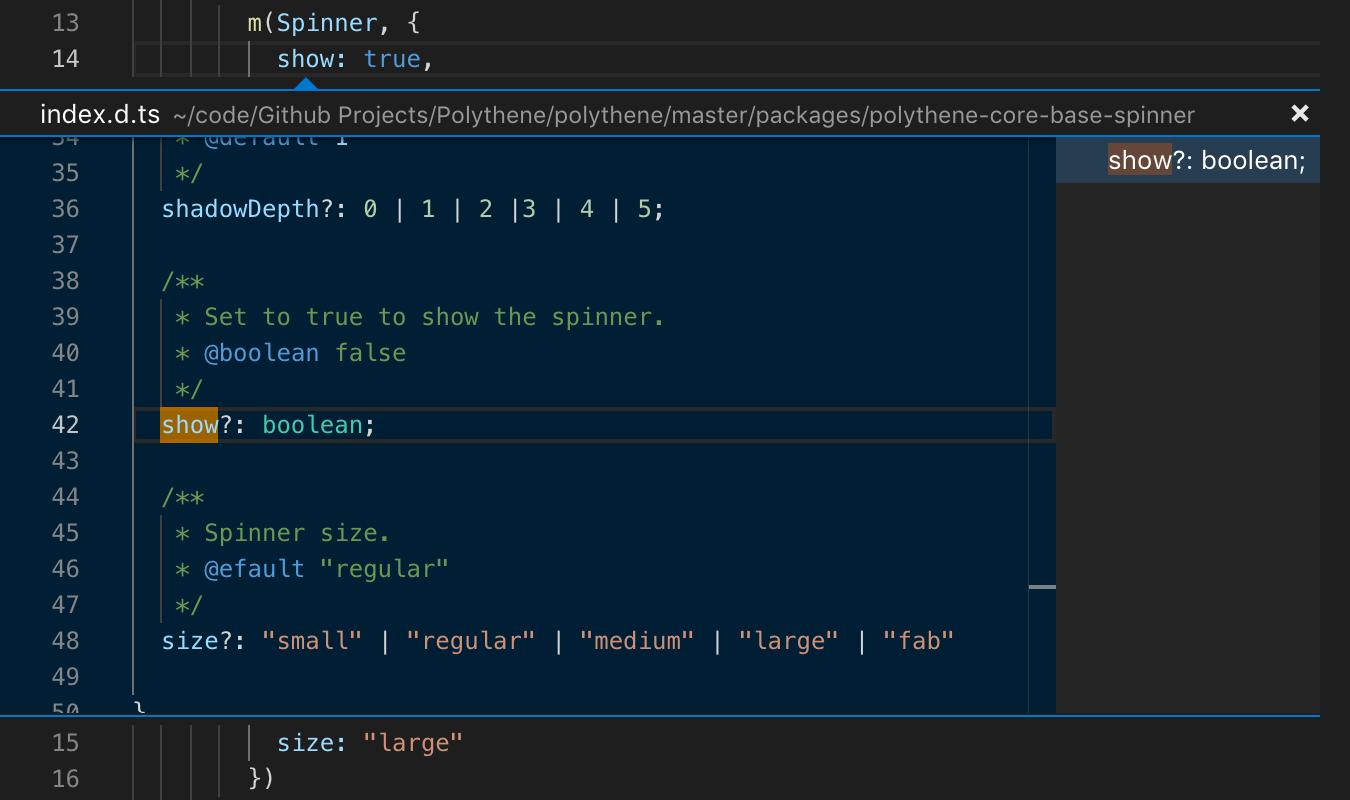 13 m(Spinner, {
14 show: true,
index.d.ts ~/code/Github Projects/Polythene/polythene/master/packages/polythene-core-base-spinner ×
34 * @default 1
35 */
36 shadowDepth?: 0 | 1 | 2 |3 | 4 | 5;
37
38 /**
39 * Set to true to show the spinner.
40 * @boolean false
41 */
42 show?: boolean;
43
44 /**
45 * Spinner size.
46 * @efault "regular"
47 */
48 size?: "small" | "regular" | "medium" | "large" | "fab"
49
50 }
show?: boolean;
15 size: "large"
16 })